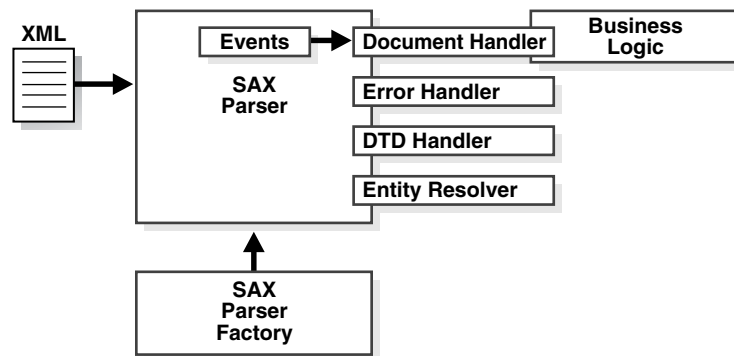 XML
Events
Document Handler
Business
Logic
SAX
Parser
Error Handler
DTD Handler
Entity Resolver
SAX
Parser
Factory